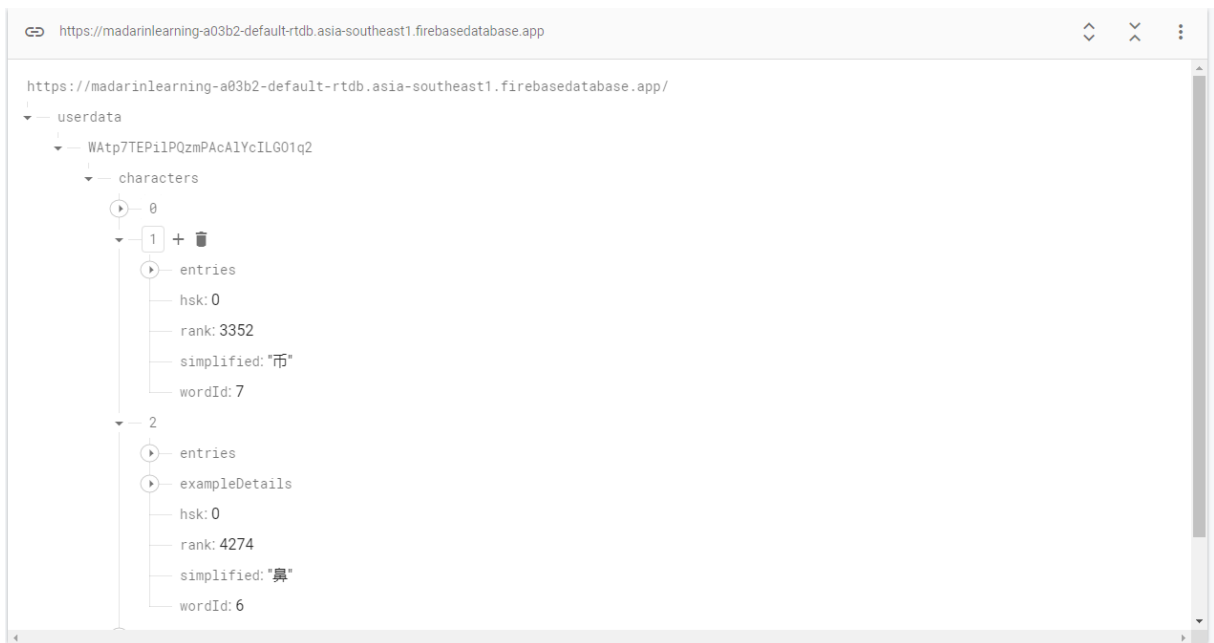 https://madarinlearning-a03b2-default-rtdb.asia-southeast1.firebasedatabase.app
https://madarinlearning-a03b2-default-rtdb.asia-southeast1.firebasedatabase.app/
userdata
WAtp7TEPilPQzmPAcAlYcILGO1q2
characters
0
1
entries
hsk: 0
rank: 3352
simplified: "币"
wordId: 7
2
entries
exampleDetails
hsk: 0
rank: 4274
simplified: "鼻"
wordId: 6